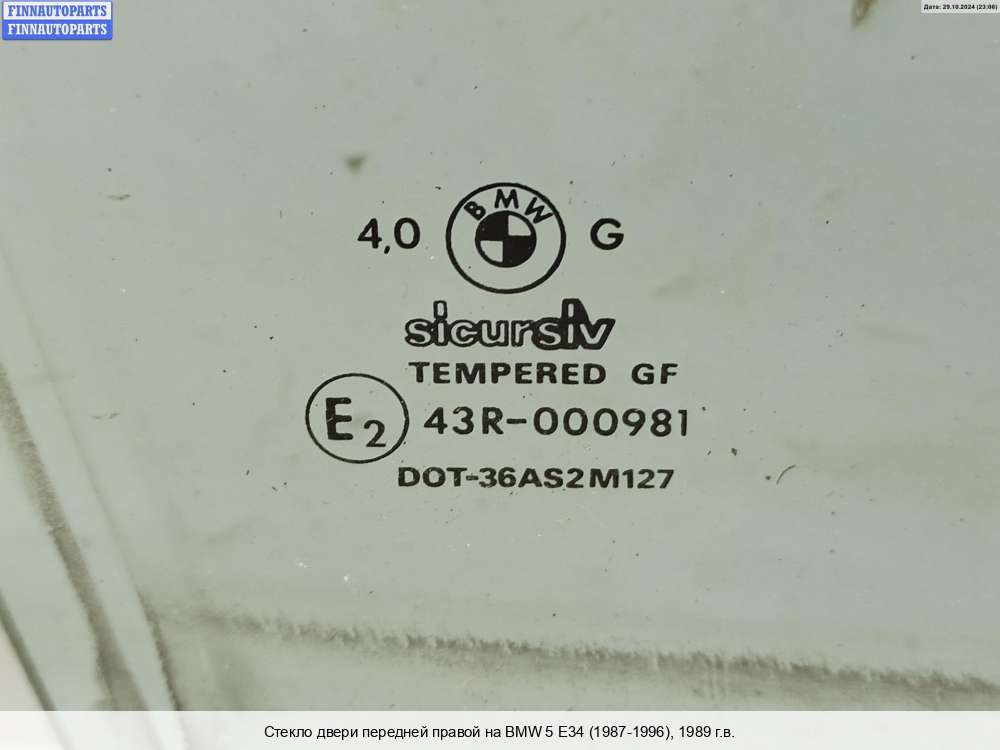 FINNAUTOPARTS
FINNAUTOPARTS
Дата: 29.10.2024 (23:06)
BMW
4,0 G
sicursiv
TEMPERED GF
E2 43R-000981
DOT-36AS2M127
Стекло двери передней правой на BMW 5 E34 (1987-1996), 1989 г.в.